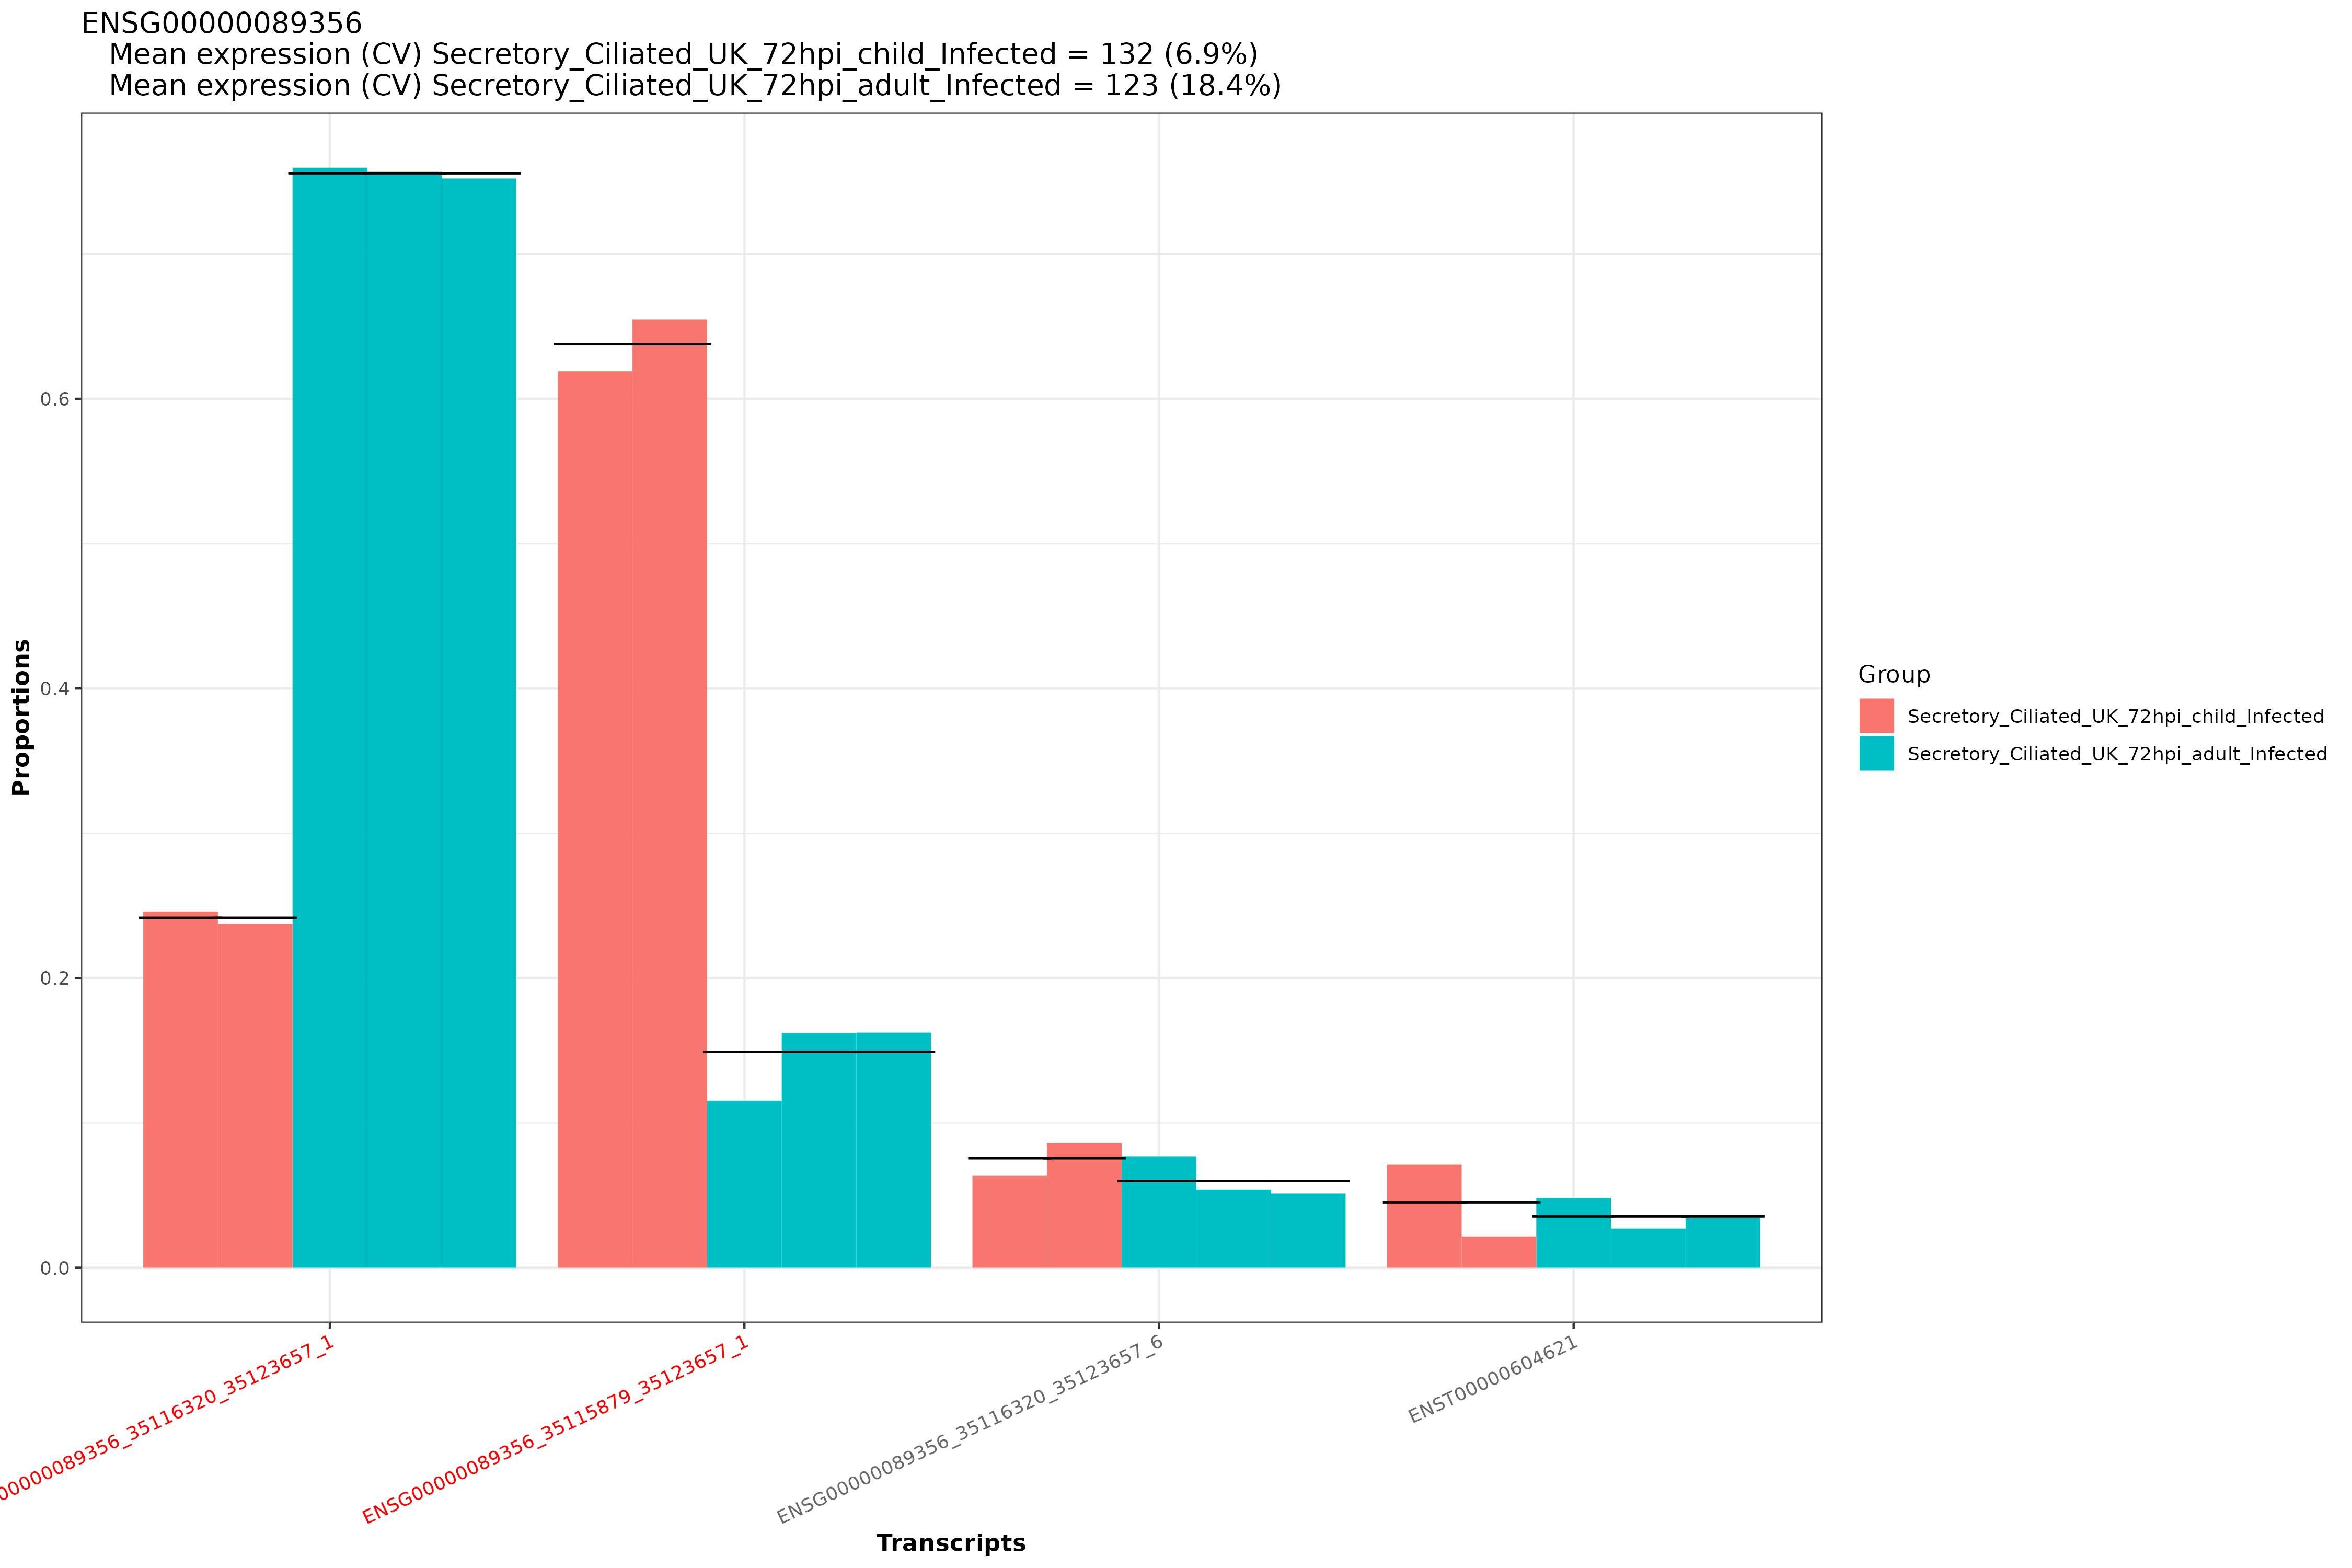 ENSG00000089356
Mean expression (CV) Secretory_Ciliated_UK_72hpi_child_Infected = 132 (6.9%)
Mean expression (CV) Secretory_Ciliated_UK_72hpi_adult_Infected = 123 (18.4%)
Proportions
0.6
0.4
0.2
0.0
00000089356_35116320_35123657_1
ENSG00000089356_35115879_35123657_1
ENSG00000089356_35116320_35123657_6
ENST00000604621
Transcripts
Group
Secretory_Ciliated_UK_72hpi_child_Infected
Secretory_Ciliated_UK_72hpi_adult_Infected